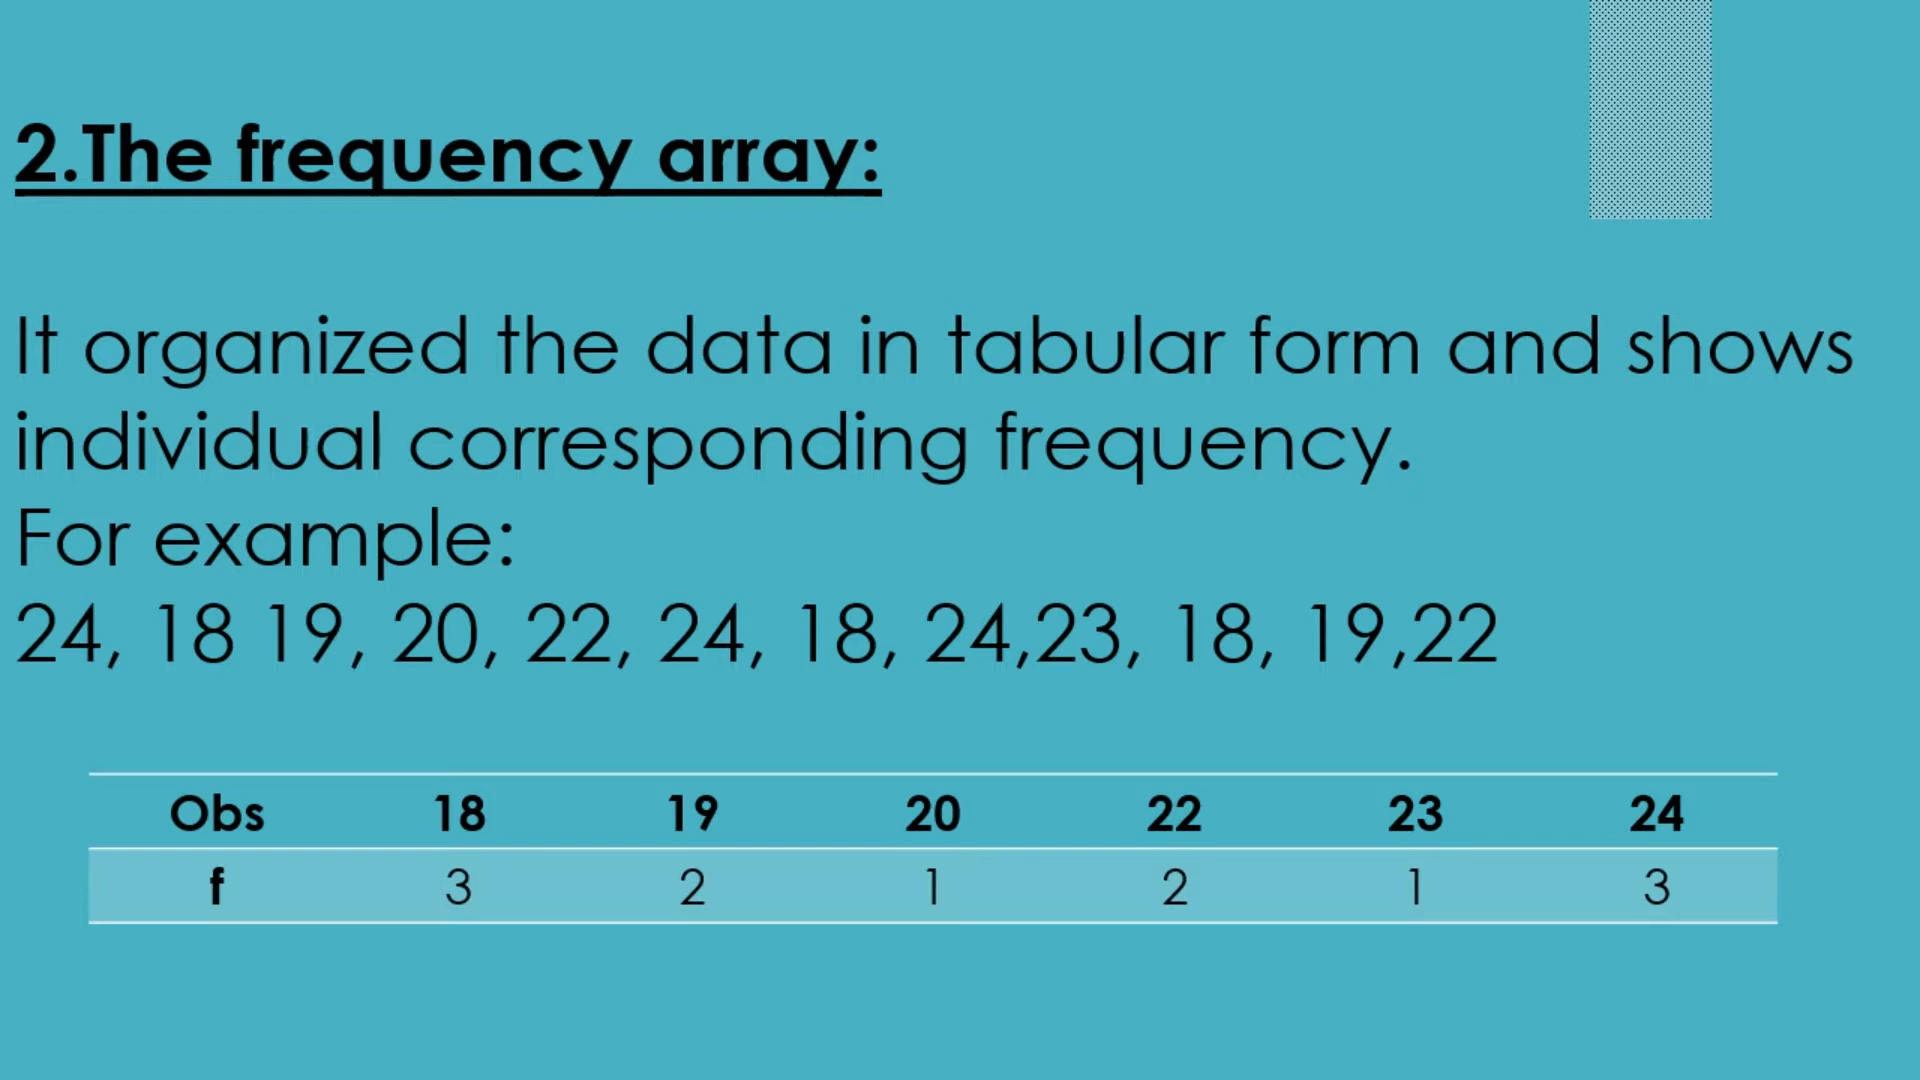 2.The frequency array:
It organized the data in tabular form and shows
individual corresponding frequency.
For example:
24, 18 19, 20, 22, 24, 18, 24,23, 18, 19,22
Obs 18 19 20 22 23 24
f 3 2 1 2 1 3